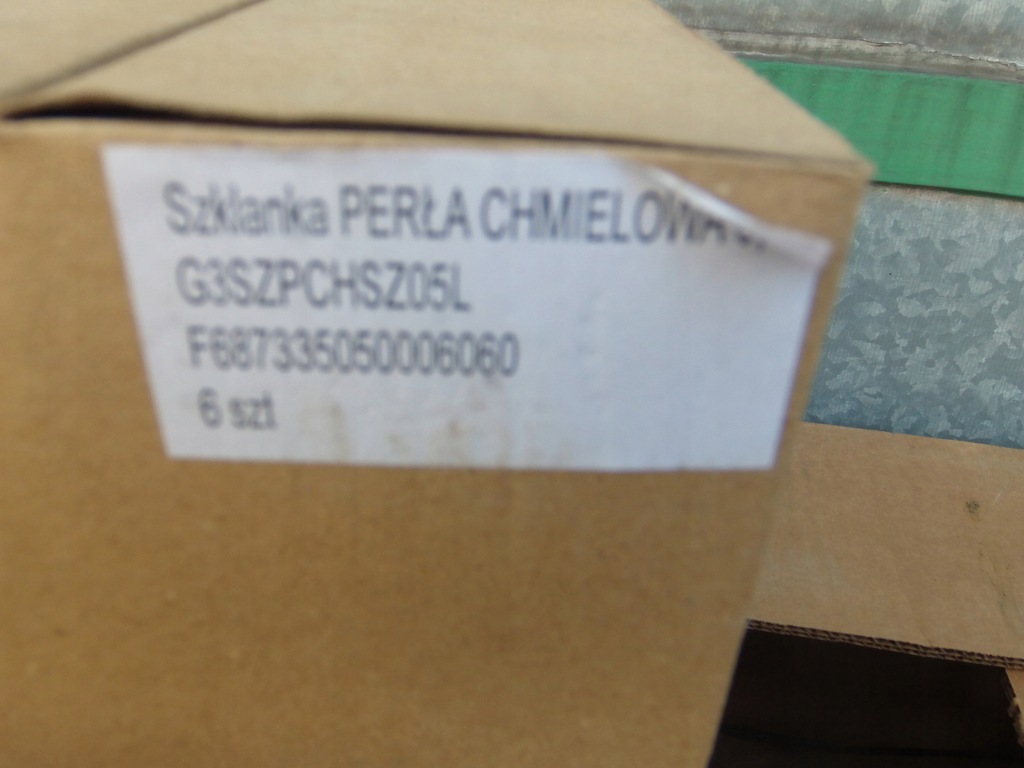 Szklanka PERŁA CHMIELOWA
G3SZPCHSZ05L
F687335050006060
6 szt